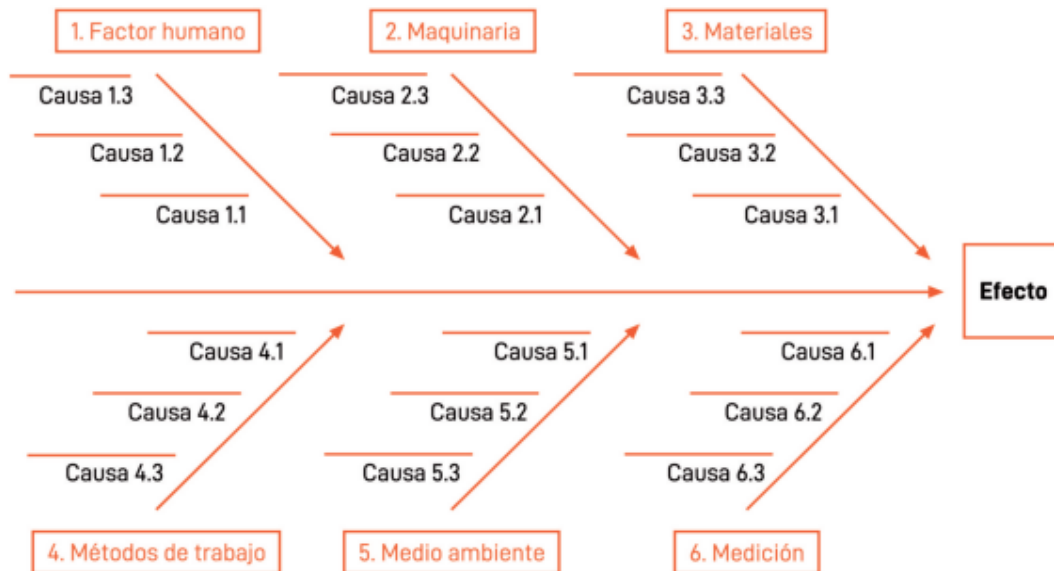 1. Factor humano
2. Maquinaria
3. Materiales
Causa 1.3
Causa 2.3
Causa 3.3
Causa 1.2
Causa 2.2
Causa 3.2
Causa 1.1
Causa 2.1
Causa 3.1
Efecto
Causa 4.1
Causa 5.1
Causa 6.1
Causa 4.2
Causa 5.2
Causa 6.2
Causa 4.3
Causa 5.3
Causa 6.3
4. Métodos de trabajo
5. Medio ambiente
6. Medición